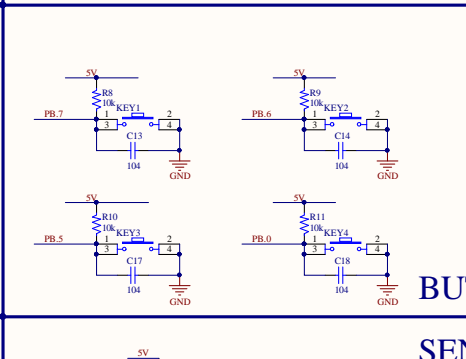 5V 5V
R8 R9
10k KEY1 10k KEY2
PB.7 1 2 PB.6 1 2
3 4 3 4
C13 C14
104 104
GND GND
5V 5V
R10 R11
10k KEY3 10k KEY4
PB.5 1 2 PB.0 1 2
3 4 3 4
C17 C18
104 104
GND GND
BU
5V SEN